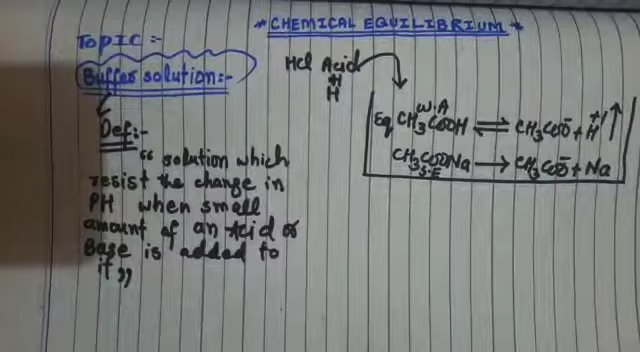 * CHEMICAL EQUILIBRIUM *
Topic :-
Buffer solution:-
Def:-
" solution which
resist the change in
PH when small
amount of an Acid or
Base is added to
it "
Hcl Acid
H
H⁺
W.A
Eq CH₃COOH ⇌ CH₃COO⁻ + H⁺ ↑
CH₃COONa → CH₃COO⁻ + Na
S.E